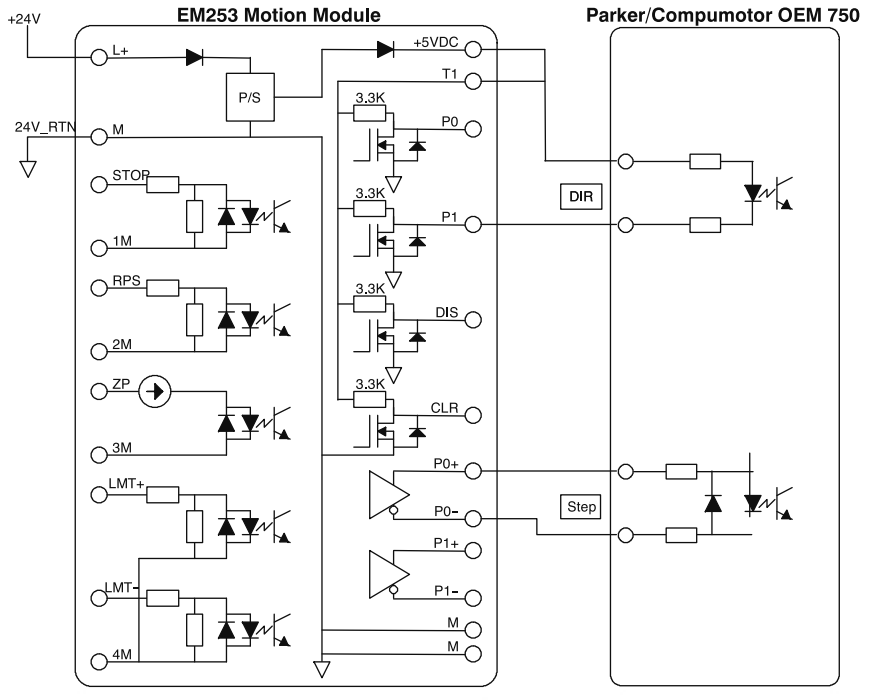 EM253 Motion Module
Parker/Compumotor OEM 750
+24V
L+
P/S
24V_RTN
M
STOP
1M
RPS
2M
ZP
3M
LMT+
LMT-
4M
+5VDC
T1
3.3K
P0
3.3K
P1
3.3K
DIS
3.3K
CLR
P0+
P0-
P1+
P1-
M
M
DIR
Step